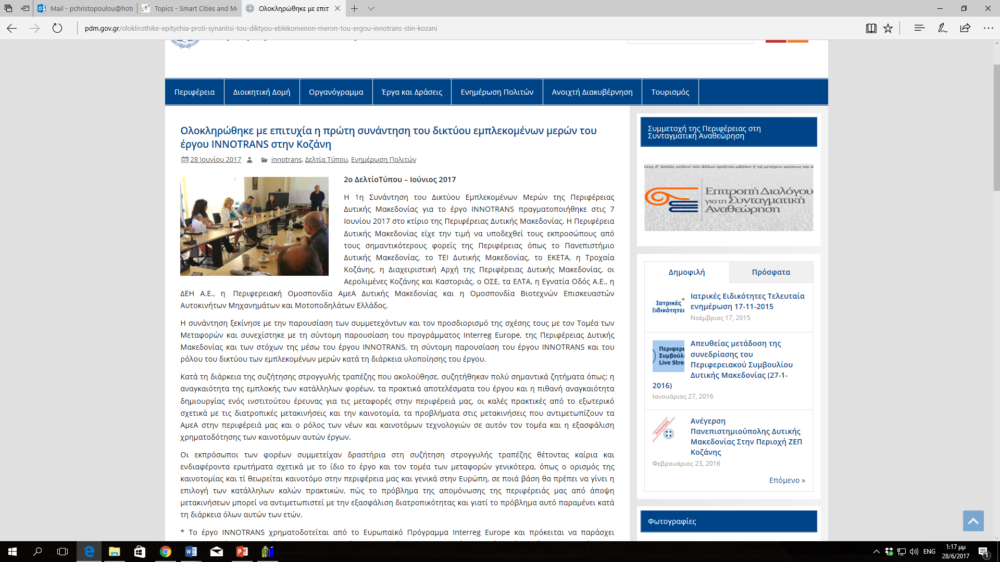 Mail - pchristopoulou@hotr
Topics - Smart Cities and Mo
Ολοκληρώθηκε με επιτ
pdm.gov.gr/oloklirothike-epitychia-proti-synantisi-tou-diktyou-eblekomenon-meron-tou-ergou-innotrans-stin-kozani
Περιφέρεια
Διοικητική Δομή
Οργανόγραμμα
Έργα και Δράσεις
Ενημέρωση Πολιτών
Ανοιχτή Διακυβέρνηση
Τουρισμός
Ολοκληρώθηκε με επιτυχία η πρώτη συνάντηση του δικτύου εμπλεκομένων μερών του
έργου INNOTRANS στην Κοζάνη
28 Ιουνίου 2017
innotrans, Δελτία Τύπου, Ενημέρωση Πολιτών
2ο ΔελτίοΤύπου – Ιούνιος 2017
Η 1η Συνάντηση του Δικτύου Εμπλεκομένων Μερών της Περιφέρειας
Δυτικής Μακεδονίας για το έργο INNOTRANS πραγματοποιήθηκε στις 7
Ιουνίου 2017 στο κτίριο της Περιφέρειας Δυτικής Μακεδονίας. Η Περιφέρεια
Δυτικής Μακεδονίας είχε την τιμή να υποδεχθεί τους εκπροσώπους από
τους σημαντικότερους φορείς της Περιφέρειας όπως το Πανεπιστήμιο
Δυτικής Μακεδονίας, το ΤΕΙ Δυτικής Μακεδονίας, το ΕΚΕΤΑ, η Τροχαία
Κοζάνης, η Διαχειριστική Αρχή της Περιφέρειας Δυτικής Μακεδονίας, οι
Αερολιμένες Κοζάνης και Καστοριάς, ο ΟΣΕ, τα ΕΛΤΑ, η Εγνατία Οδός Α.Ε., η
ΔΕΗ Α.Ε., η Περιφερειακή Ομοσπονδία ΑμεΑ Δυτικής Μακεδονίας και η Ομοσπονδία Βιοτεχνών Επισκευαστών
Αυτοκινήτων Μηχανημάτων και Μοτοποδηλάτων Ελλάδος.
Η συνάντηση ξεκίνησε με την παρουσίαση των συμμετεχόντων και τον προσδιορισμό της σχέσης τους με τον Τομέα των
Μεταφορών και συνεχίστηκε με τη σύντομη παρουσίαση του προγράμματος Interreg Europe, της Περιφέρειας Δυτικής
Μακεδονίας και των στόχων της μέσω του έργου INNOTRANS, τη σύντομη παρουσίαση του έργου INNOTRANS και του
ρόλου του δικτύου των εμπλεκομένων μερών κατά τη διάρκεια υλοποίησης του έργου.
Κατά τη διάρκεια της συζήτησης στρογγυλής τραπέζης που ακολούθησε, συζητήθηκαν πολύ σημαντικά ζητήματα όπως: η
αναγκαιότητα της εμπλοκής των κατάλληλων φορέων, τα πρακτικά αποτελέσματα του έργου και η πιθανή αναγκαιότητα
δημιουργίας ενός ινστιτούτου έρευνας για τις μεταφορές στην περιφέρειά μας, οι καλές πρακτικές από το εξωτερικό
σχετικά με τις διατροπικές μετακινήσεις και την καινοτομία, τα προβλήματα στις μετακινήσεις που αντιμετωπίζουν τα
ΑμεΑ στην περιφέρειά μας και ο ρόλος των νέων και καινοτόμων τεχνολογιών σε αυτόν τον τομέα και η εξασφάλιση
χρηματοδότησης των καινοτόμων αυτών έργων.
Οι εκπρόσωποι των φορέων συμμετείχαν δραστήρια στη συζήτηση στρογγυλής τραπέζης θέτοντας καίρια και
ενδιαφέροντα ερωτήματα σχετικά με το ίδιο το έργο και τον τομέα των μεταφορών γενικότερα, όπως ο ορισμός της
καινοτομίας και τί θεωρείται καινοτόμο στην περιφέρεια μας και γενικά στην Ευρώπη, σε ποιά βάση θα πρέπει να γίνει η
επιλογή των κατάλληλων καλών πρακτικών, πώς το πρόβλημα της απομόνωσης της περιφέρειάς μας από άποψη
μετακινήσεων μπορεί να αντιμετωπιστεί με την εξασφάλιση διατροπικότητας και γιατί το πρόβλημα αυτό παραμένει κατά
τη διάρκεια όλων αυτών των ετών.
* Το έργο INNOTRANS χρηματοδοτείται από το Ευρωπαϊκό Πρόγραμμα Interreg Europe και πρόκειται να παράσχει
Συμμετοχή της Περιφέρειας στη
Συνταγματική Αναθεώρηση
ἀπλῶς οὐδενὶ τῶν ἄλλων ὁρίζεται μᾶλλον ἢ τῷ μετέχειν κρίσεως καὶ ἀ
Επιτροπή Διαλόγου
για τη Συνταγματική
Αναθεώρηση
Δημοφιλή
Πρόσφατα
Ιατρικές
Ειδικότητες
Ιατρικές Ειδικότητες Τελευταία
ενημέρωση 17-11-2015
Νοέμβριος 17, 2015
Περιφερε
Συμβούλ
Live Stre
Απευθείας μετάδοση της
συνεδρίασης του
Περιφερειακού Συμβουλίου
Δυτικής Μακεδονίας (27-1-
2016)
Ιανουάριος 27, 2016
Ανέγερση
Πανεπιστημιούπολης Δυτικής
Μακεδονίας Στην Περιοχή ΖΕΠ
Κοζάνης
Φεβρουάριος 23, 2016
Επόμενο »
Φωτογραφίες
ENG
1:17 μμ
28/6/2017
1